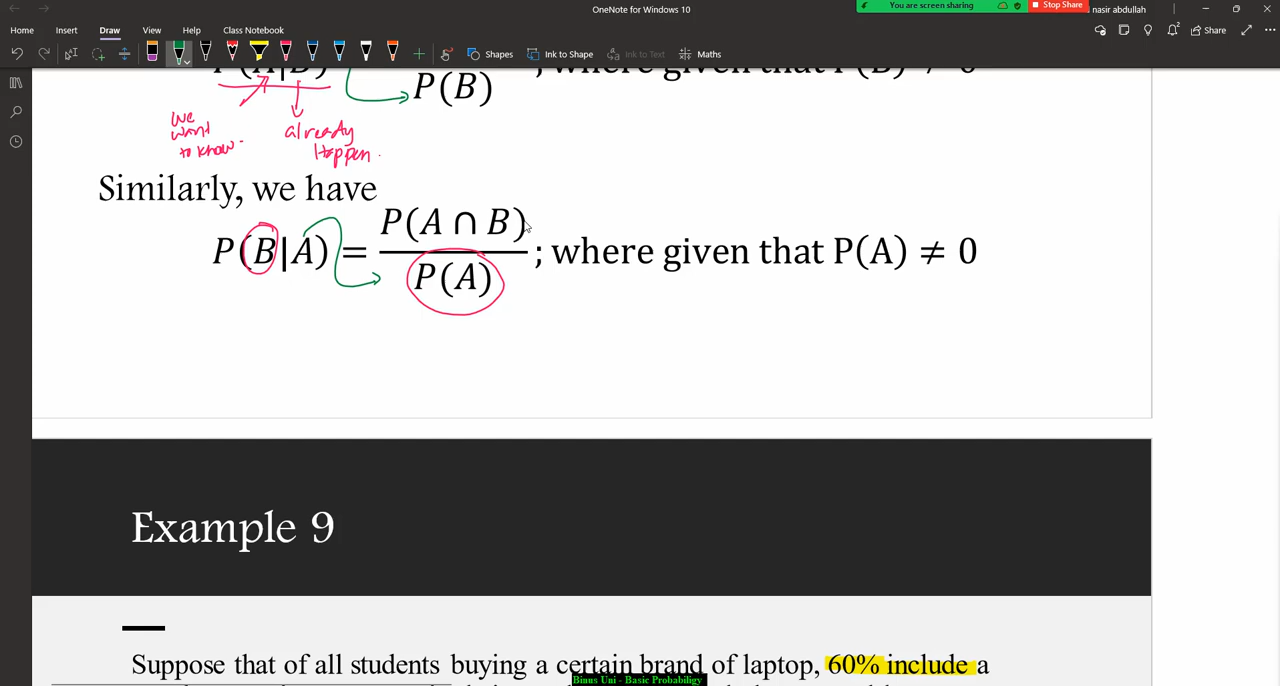 OneNote for Windows 10
You are screen sharing
Stop Share
nasir abdullah
Home Insert Draw View Help Class Notebook
Share
Shapes Ink to Shape Ink to Text Maths
P(A|B) ; where given that P(B) ≠ 0
P(B)
we
want
to know.
already
Happen.
Similarly, we have
P(B|A) = P(A ∩ B) / P(A) ; where given that P(A) ≠ 0
Example 9
Suppose that of all students buying a certain brand of laptop, 60% include a
Binus Uni - Basic Probability